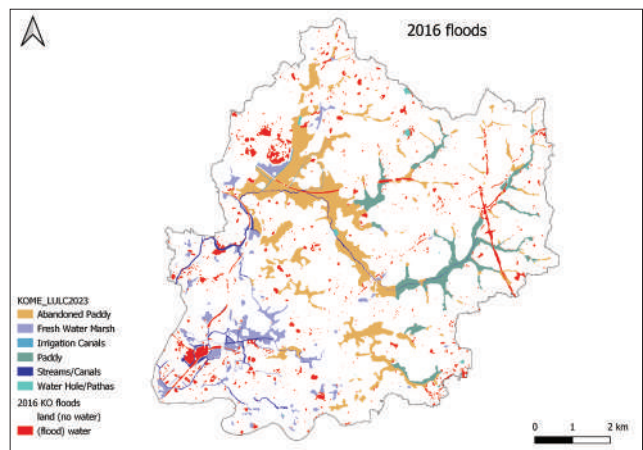 2016 floods
KOME_LULC2023
Abandoned Paddy
Fresh Water Marsh
Irrigation Canals
Paddy
Streams/Canals
Water Hole/Pathas
2016 KO floods
land (no water)
(flood) water
0 1 2 km